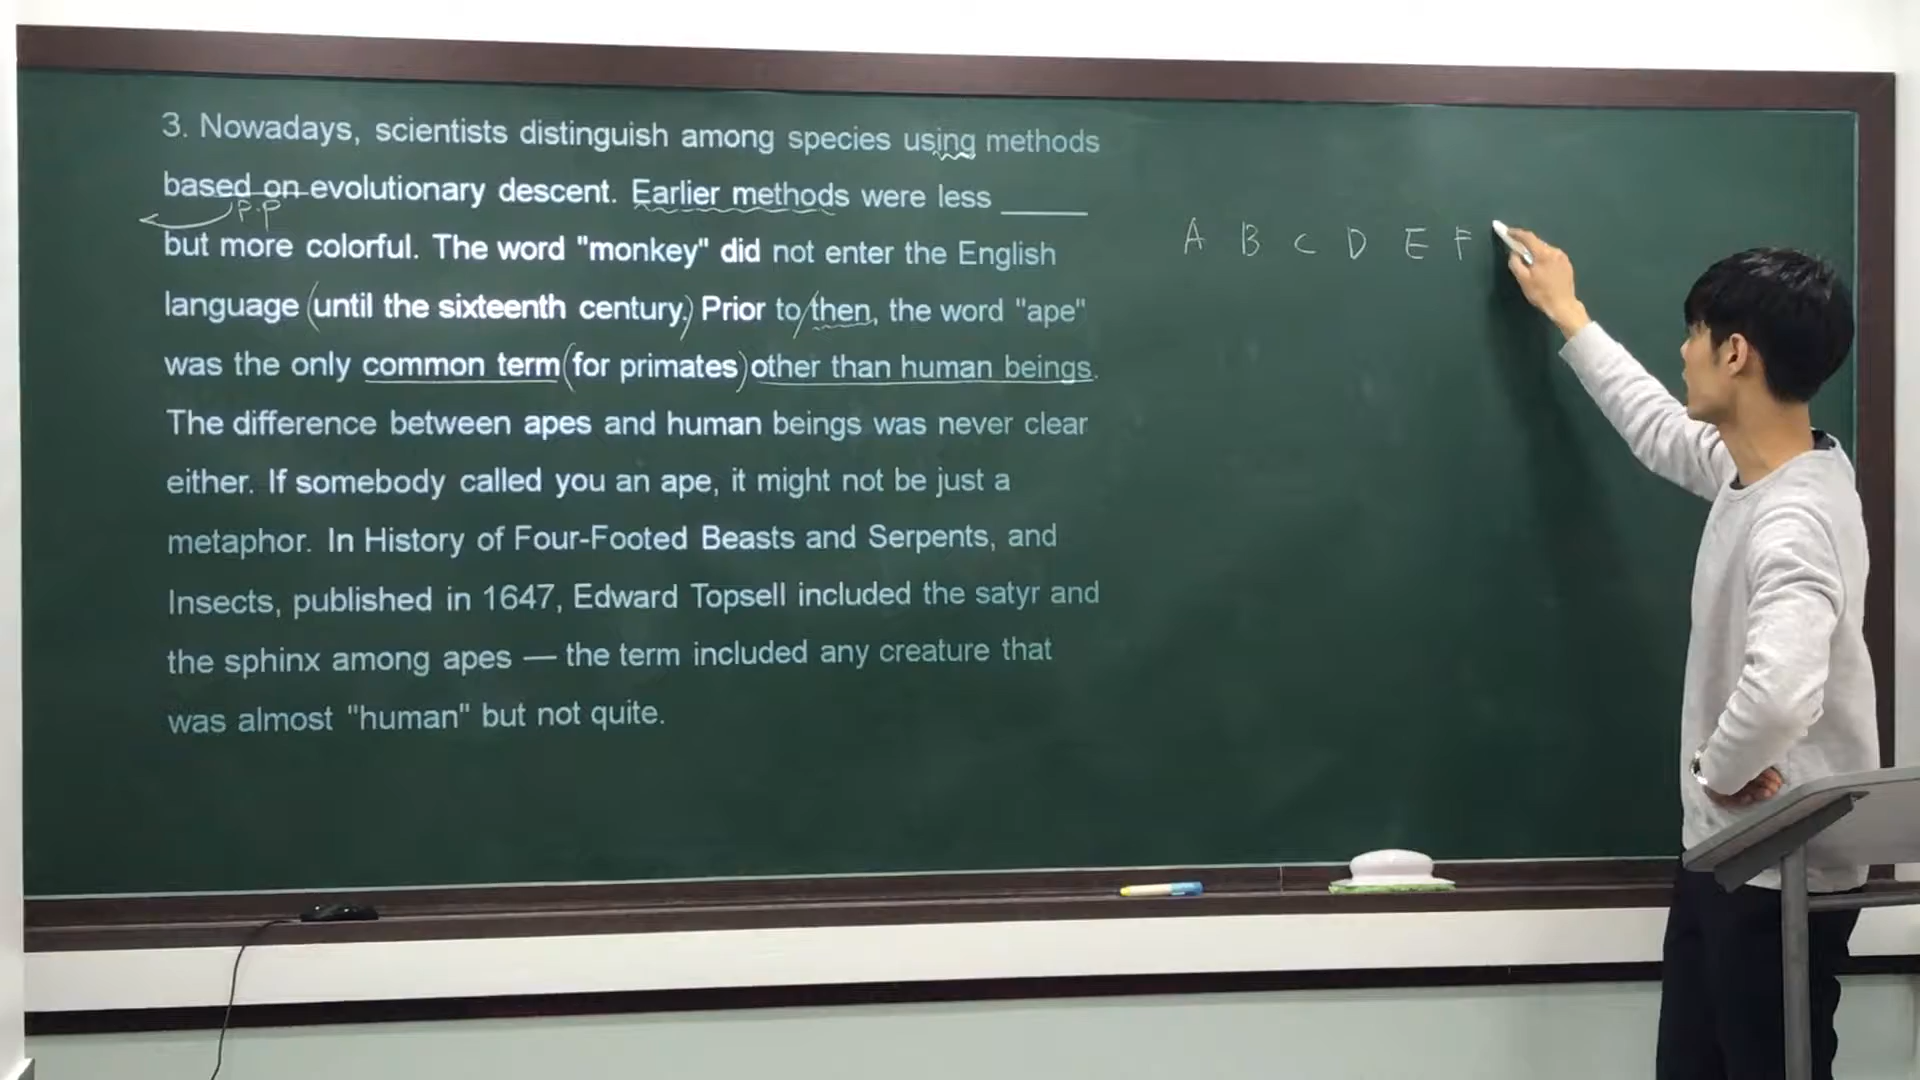 3. Nowadays, scientists distinguish among species using methods
based on evolutionary descent. Earlier methods were less ______
P.P
but more colorful. The word "monkey" did not enter the English
language (until the sixteenth century.) Prior to/then, the word "ape"
was the only common term (for primates) other than human beings.
The difference between apes and human beings was never clear
either. If somebody called you an ape, it might not be just a
metaphor. In History of Four-Footed Beasts and Serpents, and
Insects, published in 1647, Edward Topsell included the satyr and
the sphinx among apes — the term included any creature that
was almost "human" but not quite.
A B C D E F